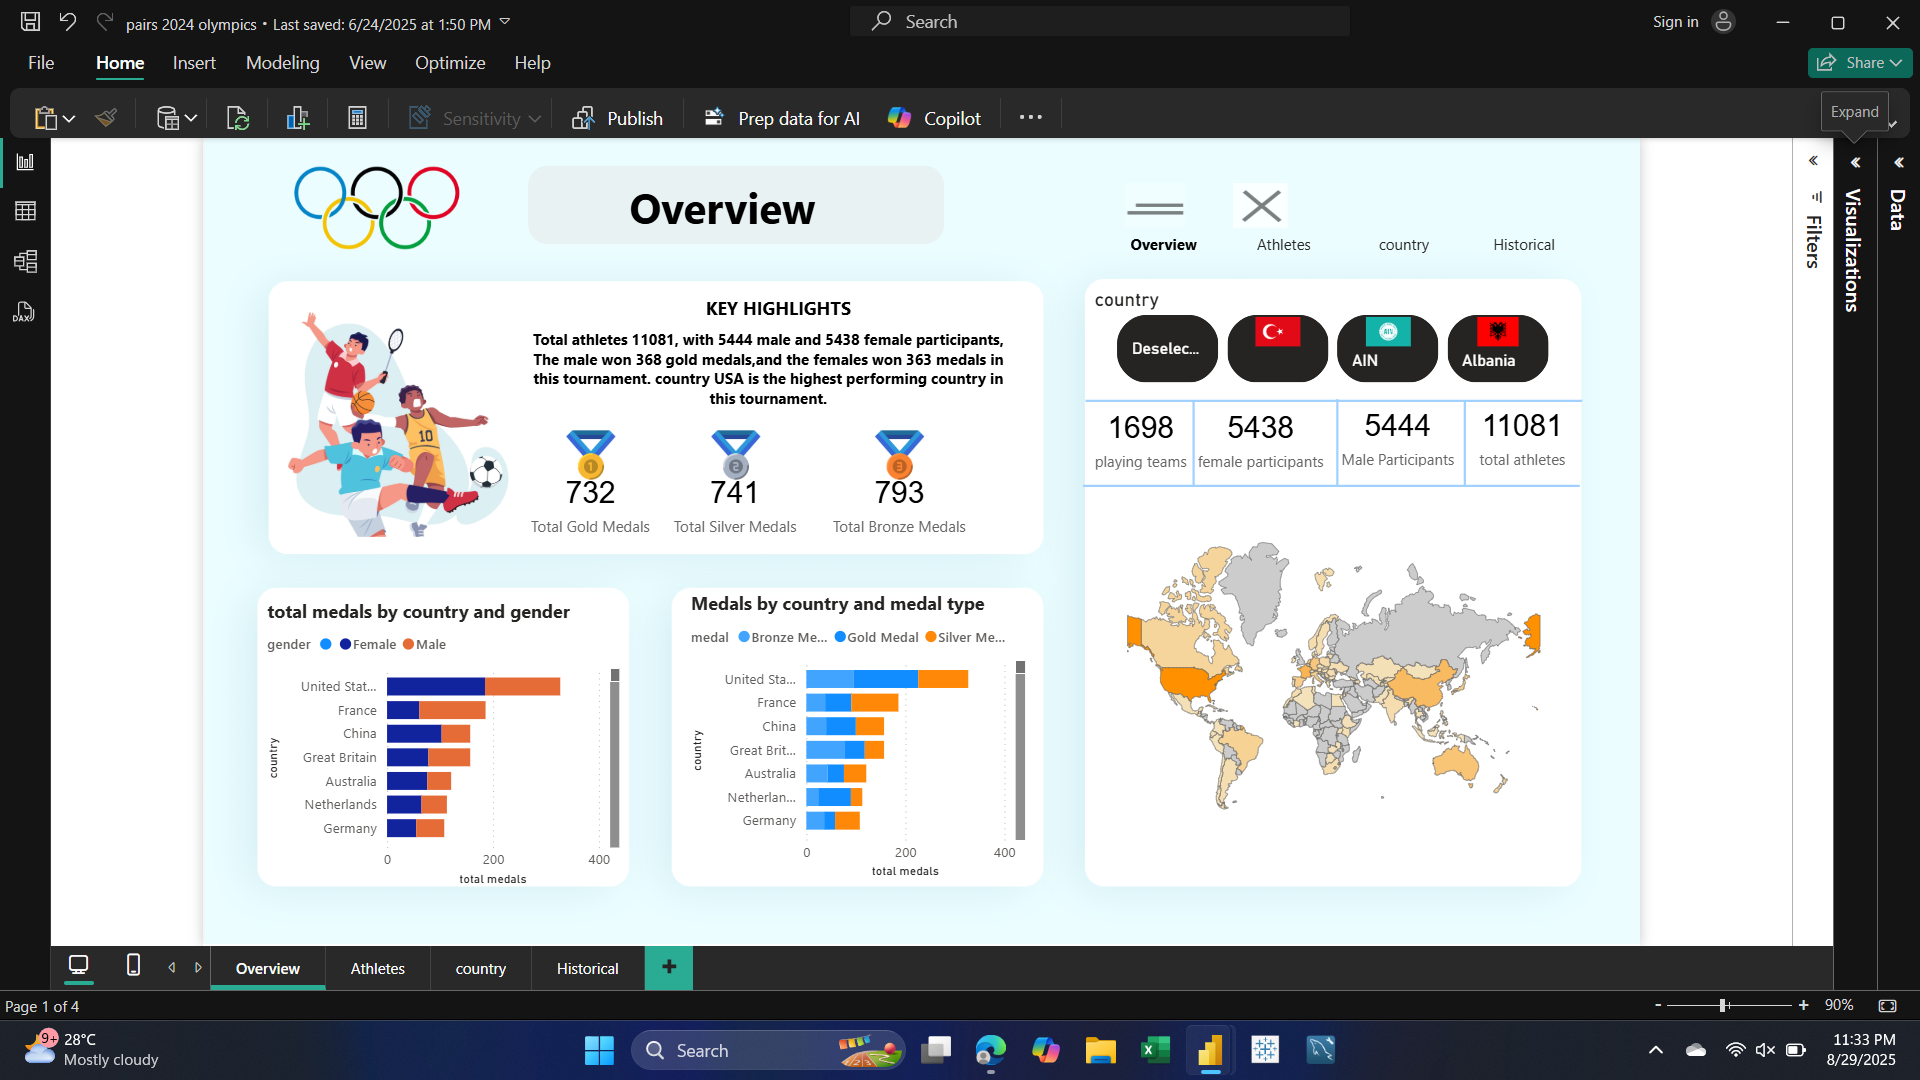 pairs 2024 olympics • Last saved: 6/24/2025 at 1:50 PM
Search
Sign in
File
Home
Insert
Modeling
View
Optimize
Help
Share
Sensitivity
Publish
Prep data for AI
Copilot
Expand
DAX
Overview
Overview
Athletes
country
Historical
Filters
Visualizations
Data
KEY HIGHLIGHTS
Total athletes 11081, with 5444 male and 5438 female participants,
The male won 368 gold medals,and the females won 363 medals in
this tournament. country USA is the highest performing country in
this tournament.
10
1
2
3
732
741
793
Total Gold Medals
Total Silver Medals
Total Bronze Medals
country
Deselec...
AIN
AIN
Albania
1698
5438
5444
11081
playing teams
female participants
Male Participants
total athletes
total medals by country and gender
gender
Female
Male
country
United Stat...
France
China
Great Britain
Australia
Netherlands
Germany
0
200
400
total medals
Medals by country and medal type
medal
Bronze Me...
Gold Medal
Silver Me...
country
United Sta...
France
China
Great Brit...
Australia
Netherlan...
Germany
0
200
400
total medals
Overview
Athletes
country
Historical
Page 1 of 4
- + 90%
9+
28°C
Mostly cloudy
Search
11:33 PM
8/29/2025